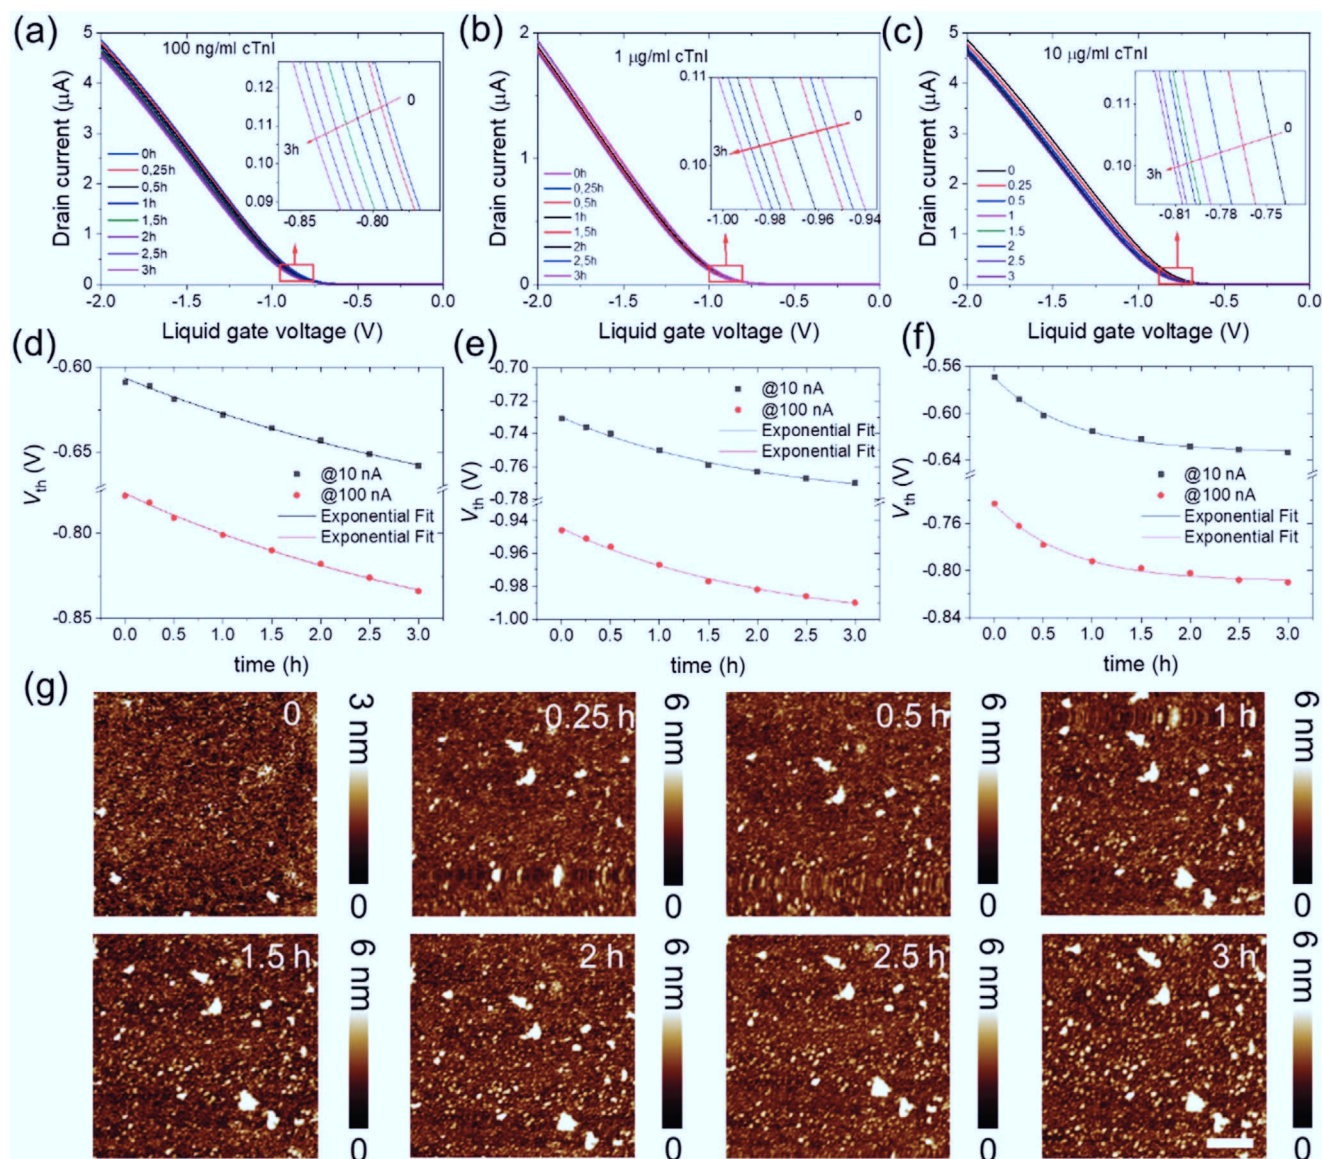 (a)
100 ng/ml cTnI
Drain current (μA)
5
4
3
2
1
0
0.12
0.11
0.10
0.09
-0.85
-0.80
0
3h
0h
0,25h
0,5h
1h
1,5h
2h
2,5h
3h
-2.0
-1.5
-1.0
-0.5
0.0
Liquid gate voltage (V)
(b)
1 μg/ml cTnI
Drain current (μA)
2
1
0
0.11
0.10
-1.00
-0.98
-0.96
-0.94
0
3h
0h
0,25h
0,5h
1h
1,5h
2h
2,5h
3h
-2.0
-1.5
-1.0
-0.5
0.0
Liquid gate voltage (V)
(c)
10 μg/ml cTnI
Drain current (μA)
5
4
3
2
1
0
0.11
0.10
-0.81
-0.78
-0.75
0
3h
0
0.25
0.5
1
1.5
2
2.5
3
-2.0
-1.5
-1.0
-0.5
0.0
Liquid gate voltage (V)
(d)
Vth (V)
-0.60
-0.65
-0.80
-0.85
@10 nA
@100 nA
Exponential Fit
Exponential Fit
0.0
0.5
1.0
1.5
2.0
2.5
3.0
time (h)
(e)
Vth (V)
-0.70
-0.73
-0.76
-0.78
-0.94
-0.96
-0.98
-1.00
@10 nA
@100 nA
Exponential Fit
Exponential Fit
0.0
0.5
1.0
1.5
2.0
2.5
3.0
time (h)
(f)
Vth (V)
-0.56
-0.60
-0.64
-0.76
-0.80
-0.84
@10 nA
@100 nA
Exponential Fit
Exponential Fit
0.0
0.5
1.0
1.5
2.0
2.5
3.0
time (h)
(g)
0
3 nm
0
0.25 h
6 nm
0
0.5 h
6 nm
0
1 h
6 nm
0
1.5 h
6 nm
0
2 h
6 nm
0
2.5 h
6 nm
0
3 h
6 nm
0